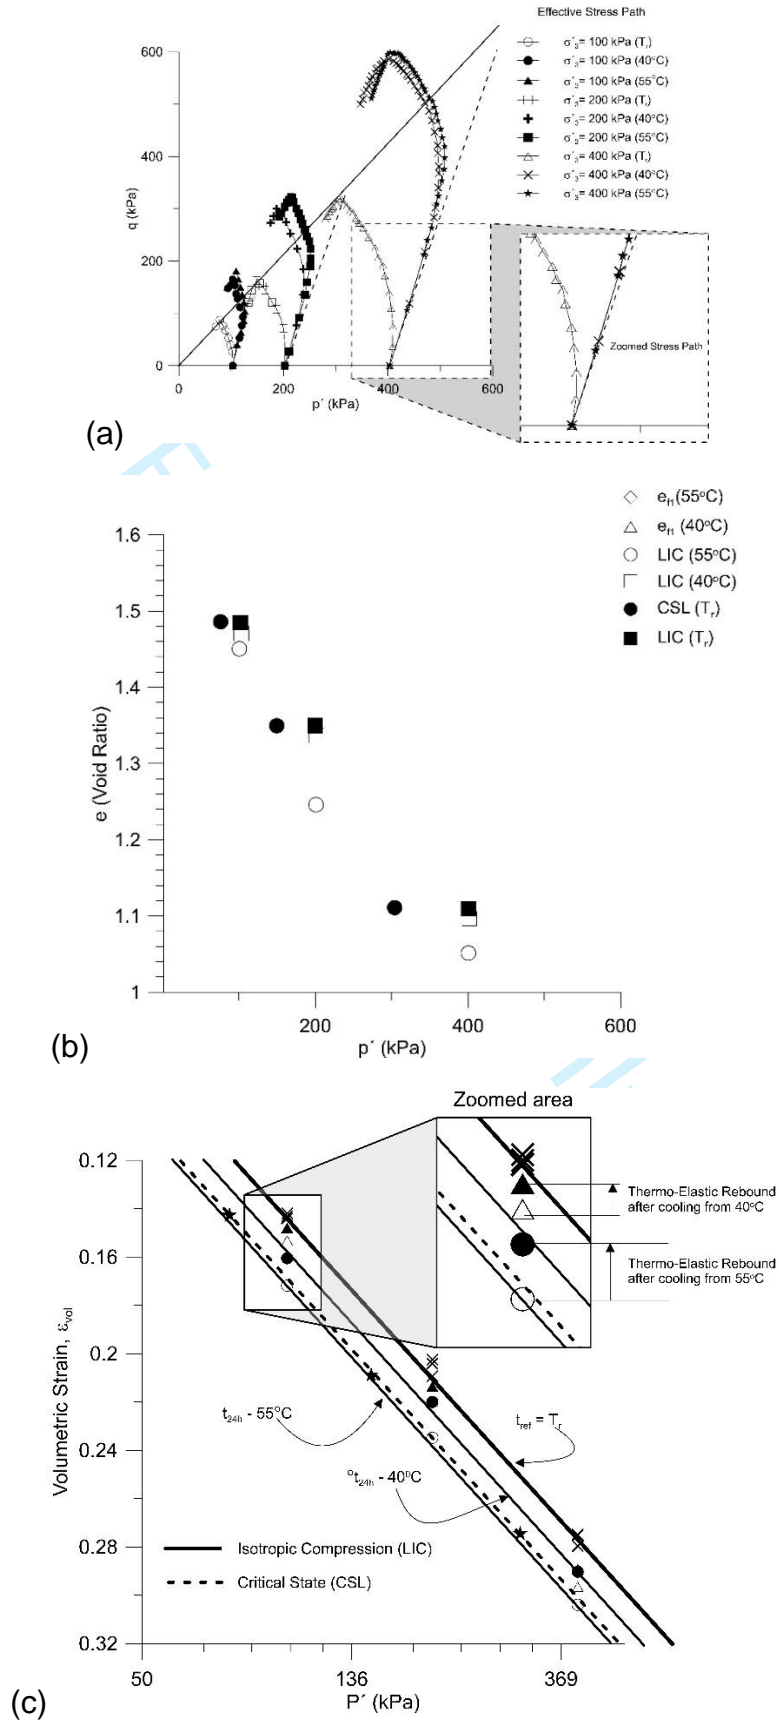 Effective Stress Path
σ´3= 100 kPa (Tr)
σ´3= 100 kPa (40°C)
σ´3= 100 kPa (55°C)
σ´3= 200 kPa (Tr)
σ´3= 200 kPa (40°C)
σ´3= 200 kPa (55°C)
σ´3= 400 kPa (Tr)
σ´3= 400 kPa (40°C)
σ´3= 400 kPa (55°C)
600
400
200
0
q (kPa)
0
200
400
600
p´ (kPa)
Zoomed Stress Path
(a)
ef1(55°C)
ef1 (40°C)
LIC (55°C)
LIC (40°C)
CSL (Tr)
LIC (Tr)
1.6
1.5
1.4
1.3
1.2
1.1
1
e (Void Ratio)
200
400
600
p´ (kPa)
(b)
Zoomed area
Thermo-Elastic Rebound
after cooling from 40°C
Thermo-Elastic Rebound
after cooling from 55°C
0.12
0.16
0.2
0.24
0.28
0.32
Volumetric Strain, εvol
t24h - 55°C
tref = Tr
°t24h - 40°C
Isotropic Compression (LIC)
Critical State (CSL)
50
136
369
P´ (kPa)
(c)